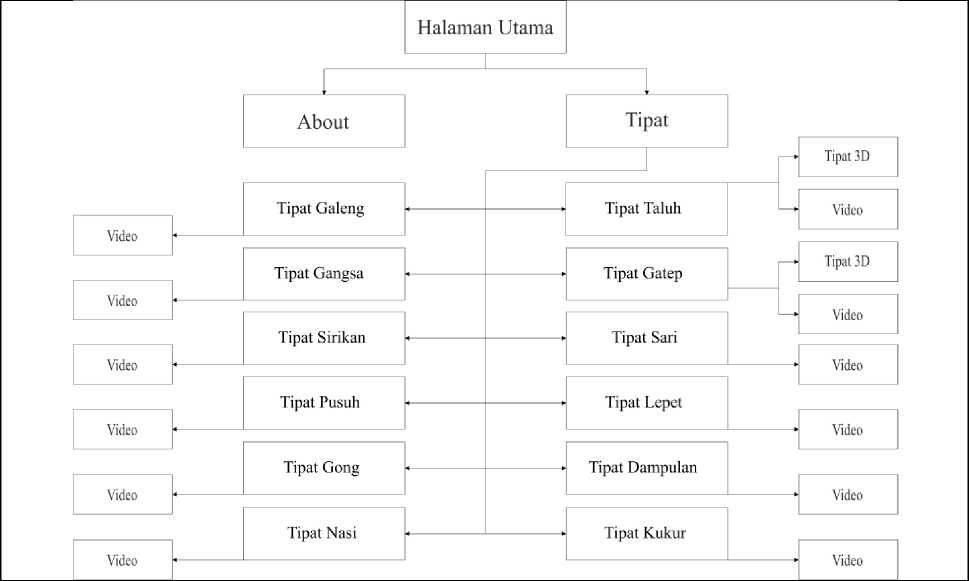 Halaman Utama
About
Tipat
Tipat 3D
Tipat Galeng
Tipat Taluh
Video
Video
Tipat 3D
Tipat Gangsa
Tipat Gatep
Video
Video
Tipat Sirikan
Tipat Sari
Video
Video
Tipat Pusuh
Tipat Lepet
Video
Video
Tipat Gong
Tipat Dampulan
Video
Video
Tipat Nasi
Tipat Kukur
Video
Video